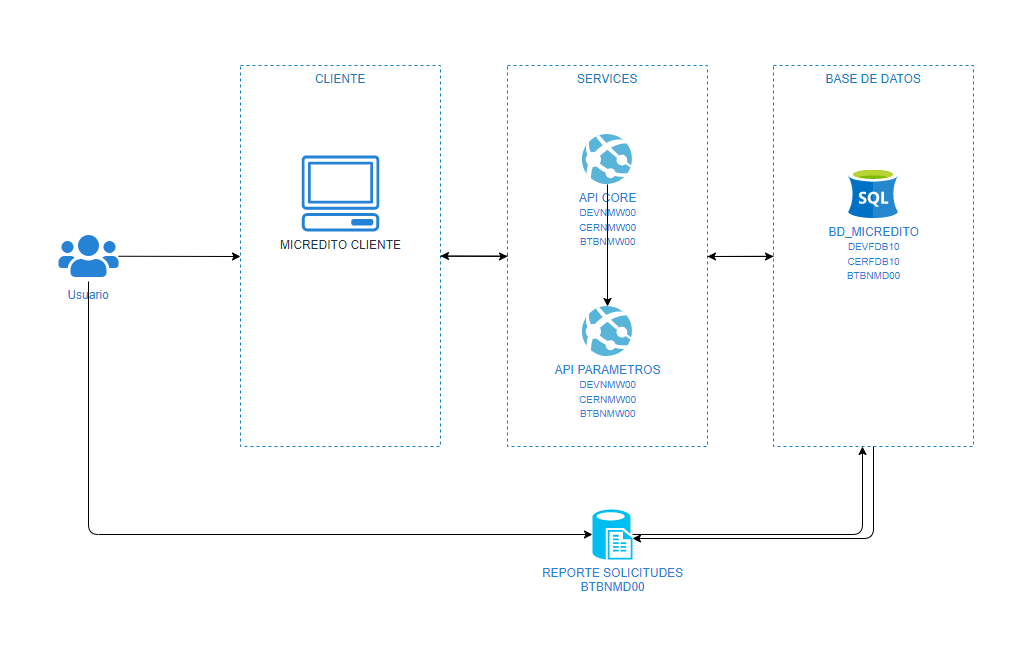 CLIENTE
SERVICES
BASE DE DATOS
MICREDITO CLIENTE
Usuario
API CORE
DEVNMW00
CERNMW00
BTBNMW00
API PARAMETROS
DEVNMW00
CERNMW00
BTBNMW00
SQL
BD_MICREDITO
DEVFDB10
CERFDB10
BTBNMD00
REPORTE SOLICITUDES
BTBNMD00